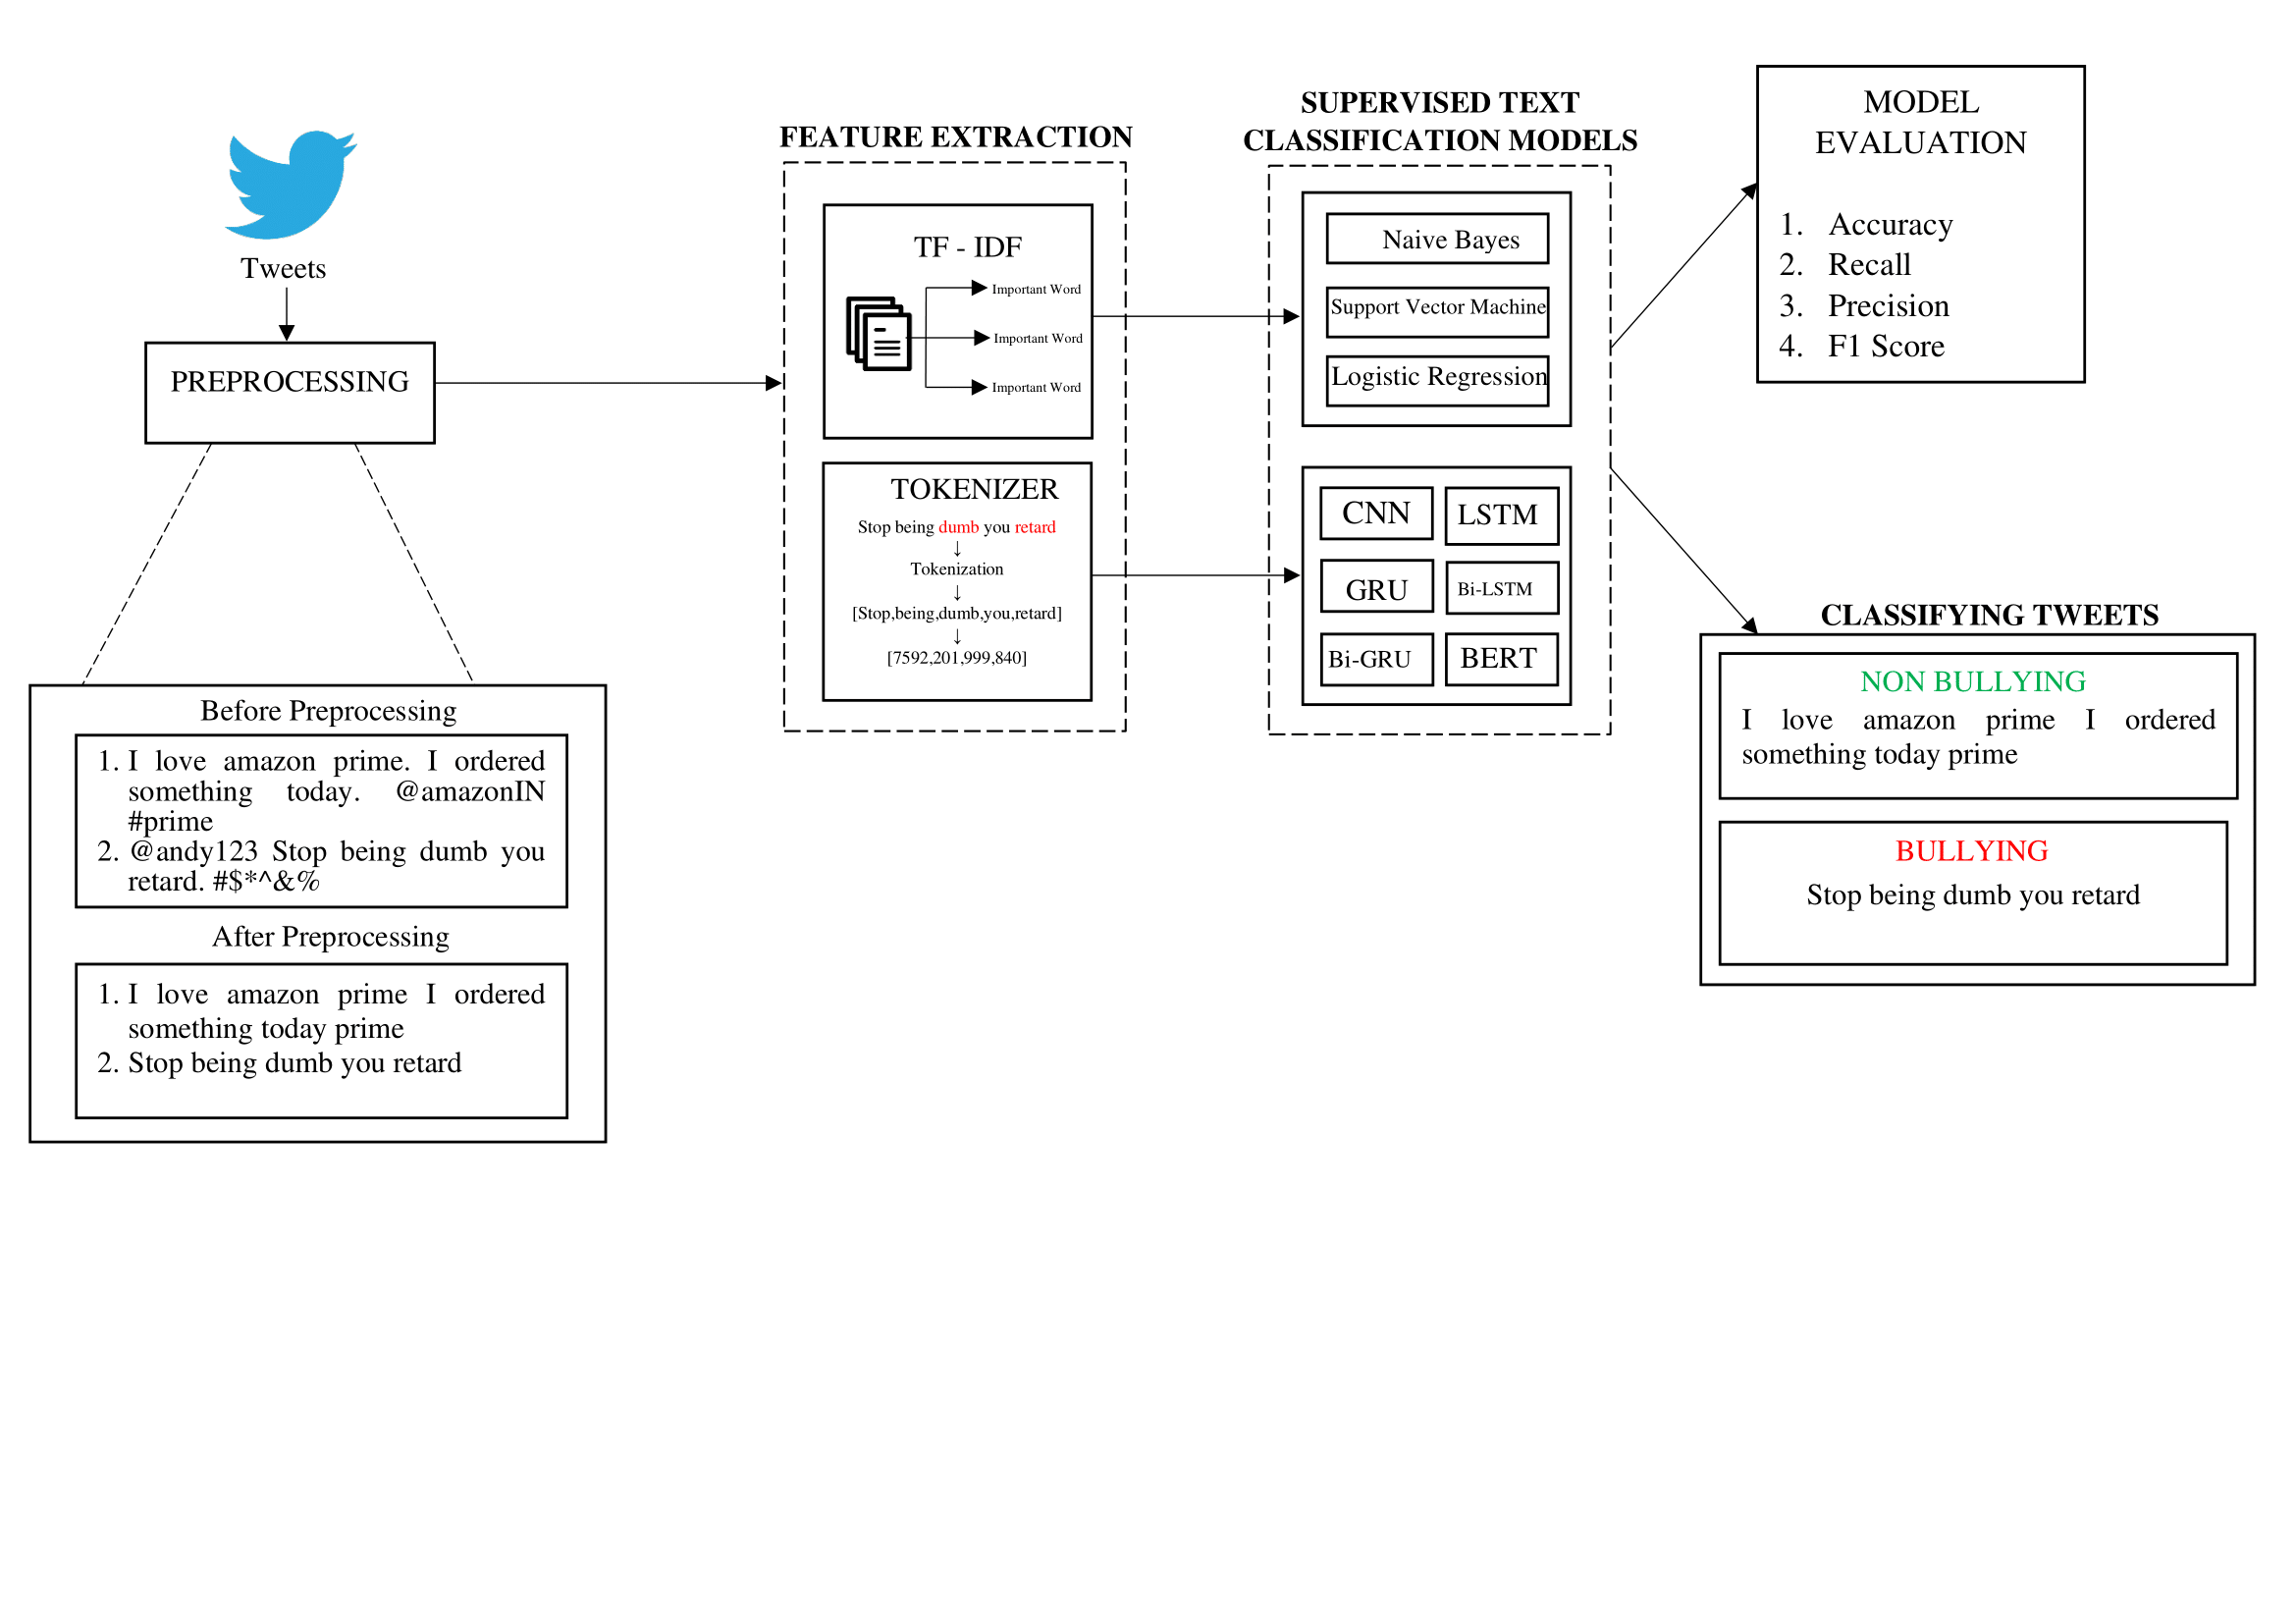 Tweets
PREPROCESSING
Before Preprocessing
1. I love amazon prime. I ordered
something today. @amazonIN
#prime
2. @andy123 Stop being dumb you
retard. #$*^&%
After Preprocessing
1. I love amazon prime I ordered
something today prime
2. Stop being dumb you retard
FEATURE EXTRACTION
TF - IDF
Important Word
Important Word
Important Word
TOKENIZER
Stop being dumb you retard
↓
Tokenization
↓
[Stop,being,dumb,you,retard]
↓
[7592,201,999,840]
SUPERVISED TEXT
CLASSIFICATION MODELS
Naive Bayes
Support Vector Machine
Logistic Regression
CNN LSTM
GRU Bi-LSTM
Bi-GRU BERT
MODEL
EVALUATION
1. Accuracy
2. Recall
3. Precision
4. F1 Score
CLASSIFYING TWEETS
NON BULLYING
I love amazon prime I ordered
something today prime
BULLYING
Stop being dumb you retard